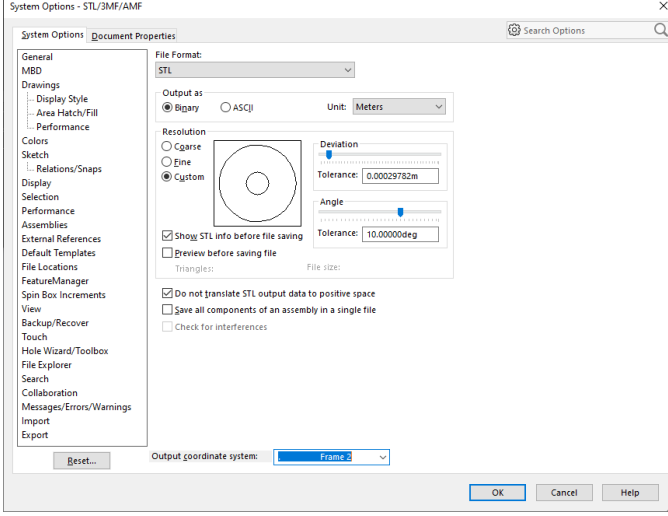 System Options - STL/3MF/AMF
System Options Document Properties
Search Options
General
MBD
Drawings
Display Style
Area Hatch/Fill
Performance
Colors
Sketch
Relations/Snaps
Display
Selection
Performance
Assemblies
External References
Default Templates
File Locations
FeatureManager
Spin Box Increments
View
Backup/Recover
Touch
Hole Wizard/Toolbox
File Explorer
Search
Collaboration
Messages/Errors/Warnings
Import
Export
Reset...
File Format:
STL
Output as
Binary ASCII Unit: Meters
Resolution
Coarse
Fine
Custom
Deviation
Tolerance: 0.00029782m
Angle
Tolerance: 10.00000deg
Show STL info before file saving
Preview before saving file
Triangles: File size:
Do not translate STL output data to positive space
Save all components of an assembly in a single file
Check for interferences
Output coordinate system: Frame 2
OK Cancel Help